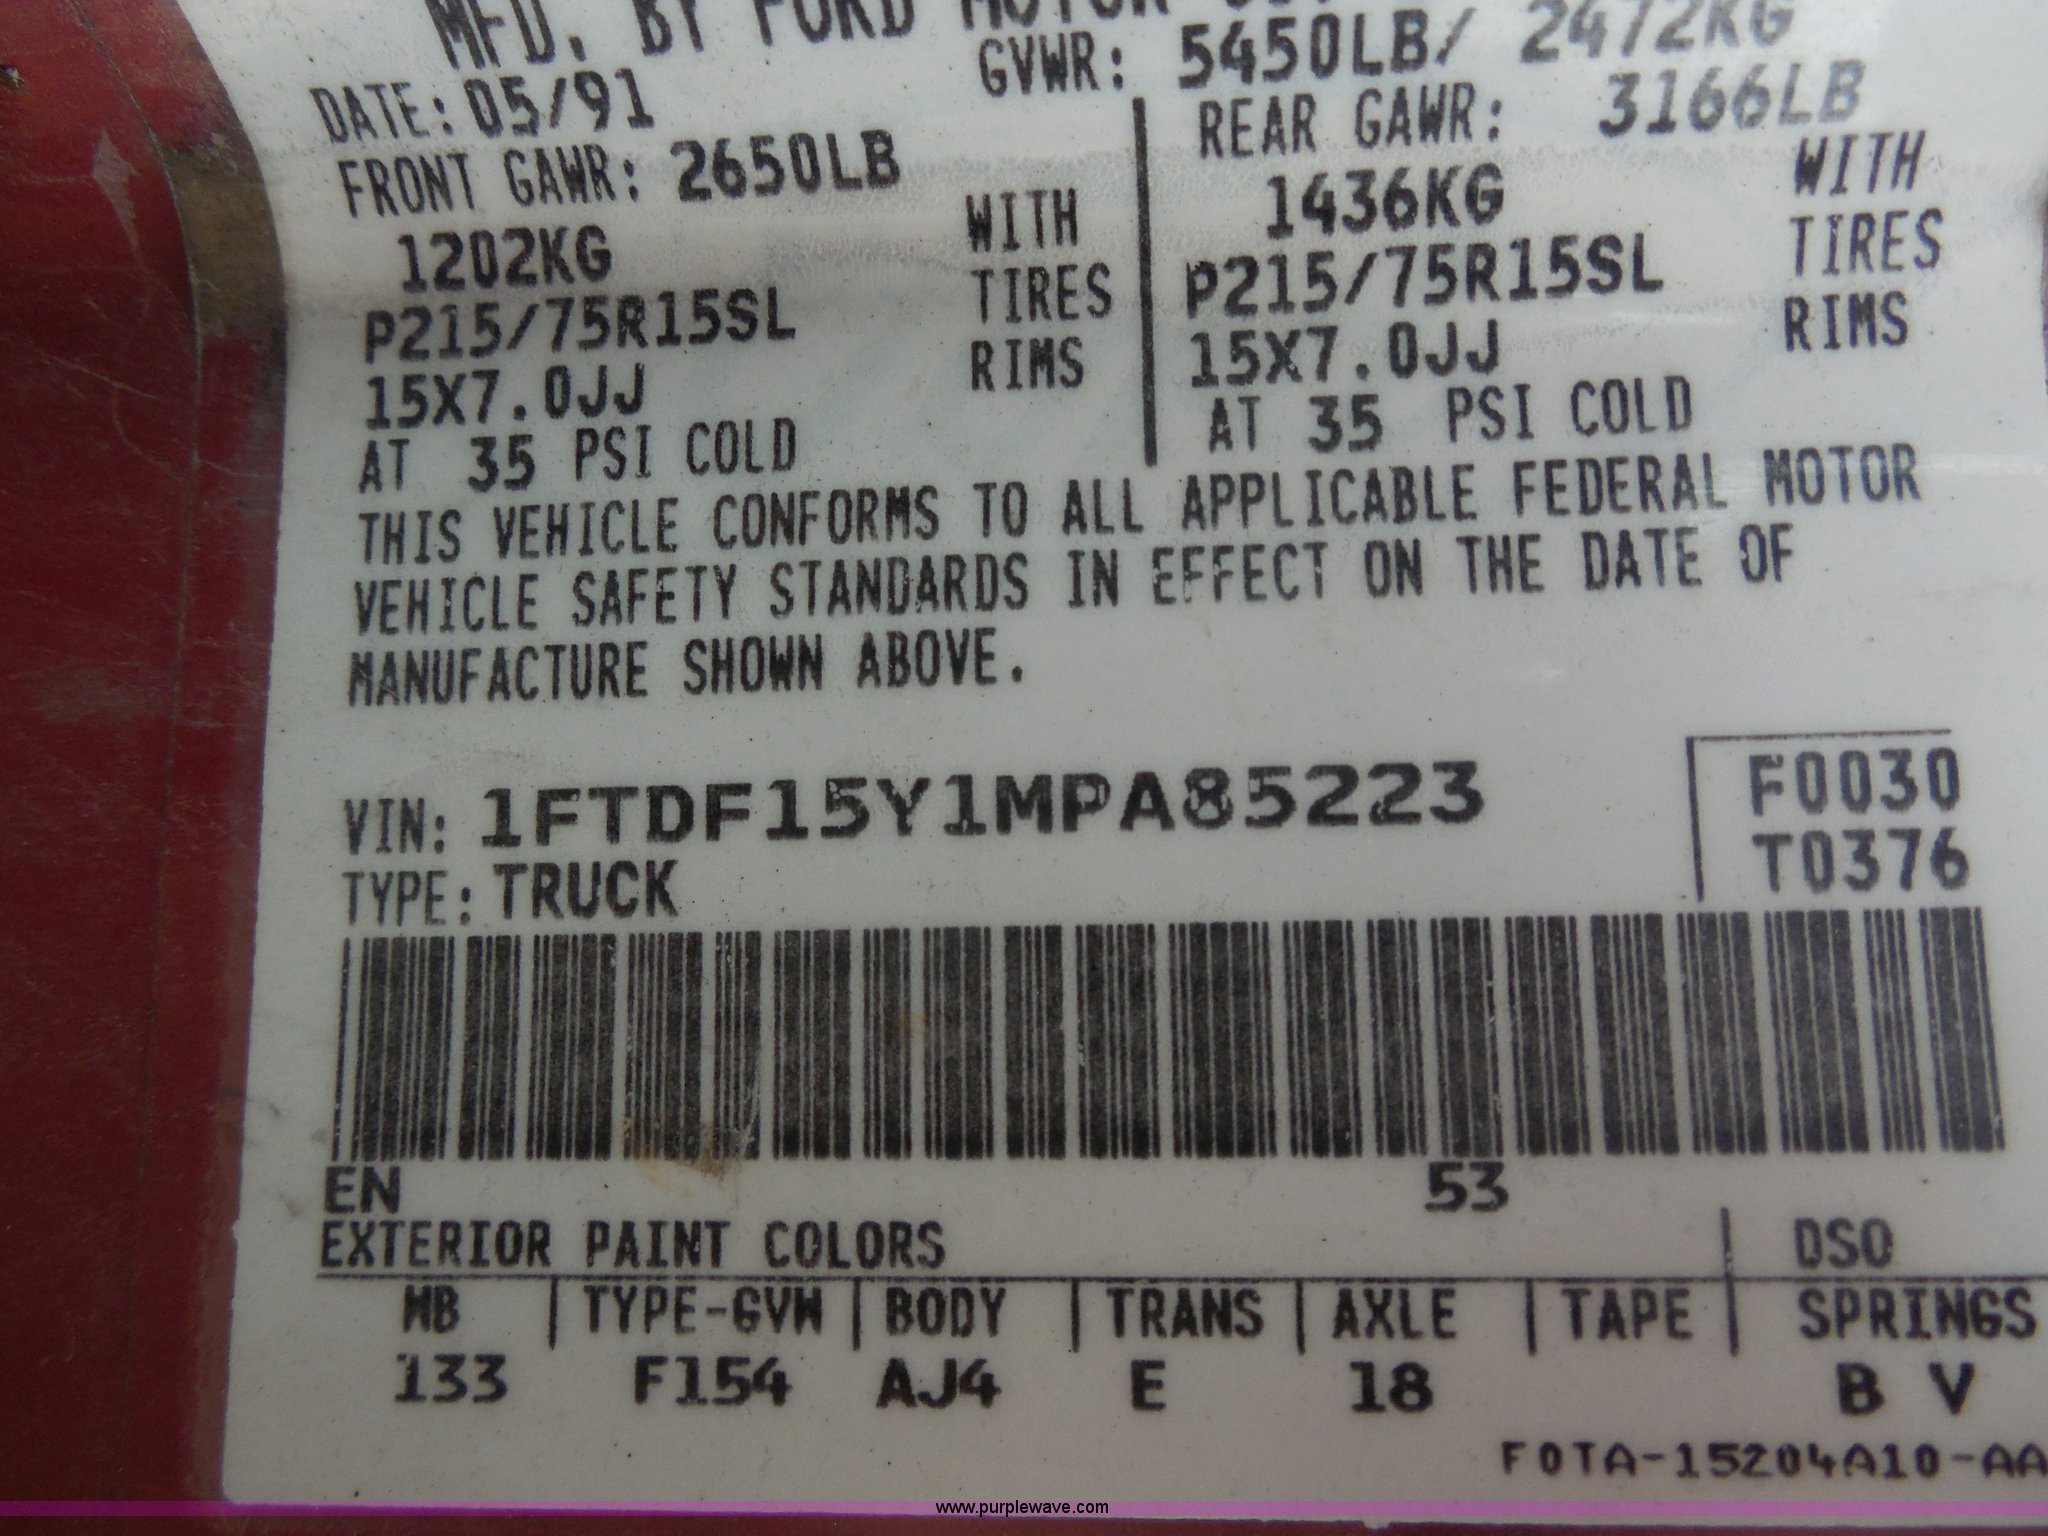 MFD. BY FORD MOTOR
DATE: 05/91 GVWR: 5450LB/ 2472KG
FRONT GAWR: 2650LB REAR GAWR: 3166LB
1202KG WITH 1436KG WITH
P215/75R15SL TIRES P215/75R15SL TIRES
15X7.0JJ RIMS 15X7.0JJ RIMS
AT 35 PSI COLD AT 35 PSI COLD
THIS VEHICLE CONFORMS TO ALL APPLICABLE FEDERAL MOTOR
VEHICLE SAFETY STANDARDS IN EFFECT ON THE DATE OF
MANUFACTURE SHOWN ABOVE.
VIN: 1FTDF15Y1MPA85223 F0030
TYPE: TRUCK T0376
EN 53
EXTERIOR PAINT COLORS DSO
WB TYPE-GVW BODY TRANS AXLE TAPE SPRINGS
133 F154 AJ4 E 18 B V
F0TA-15204A10-AA
www.purplewave.com